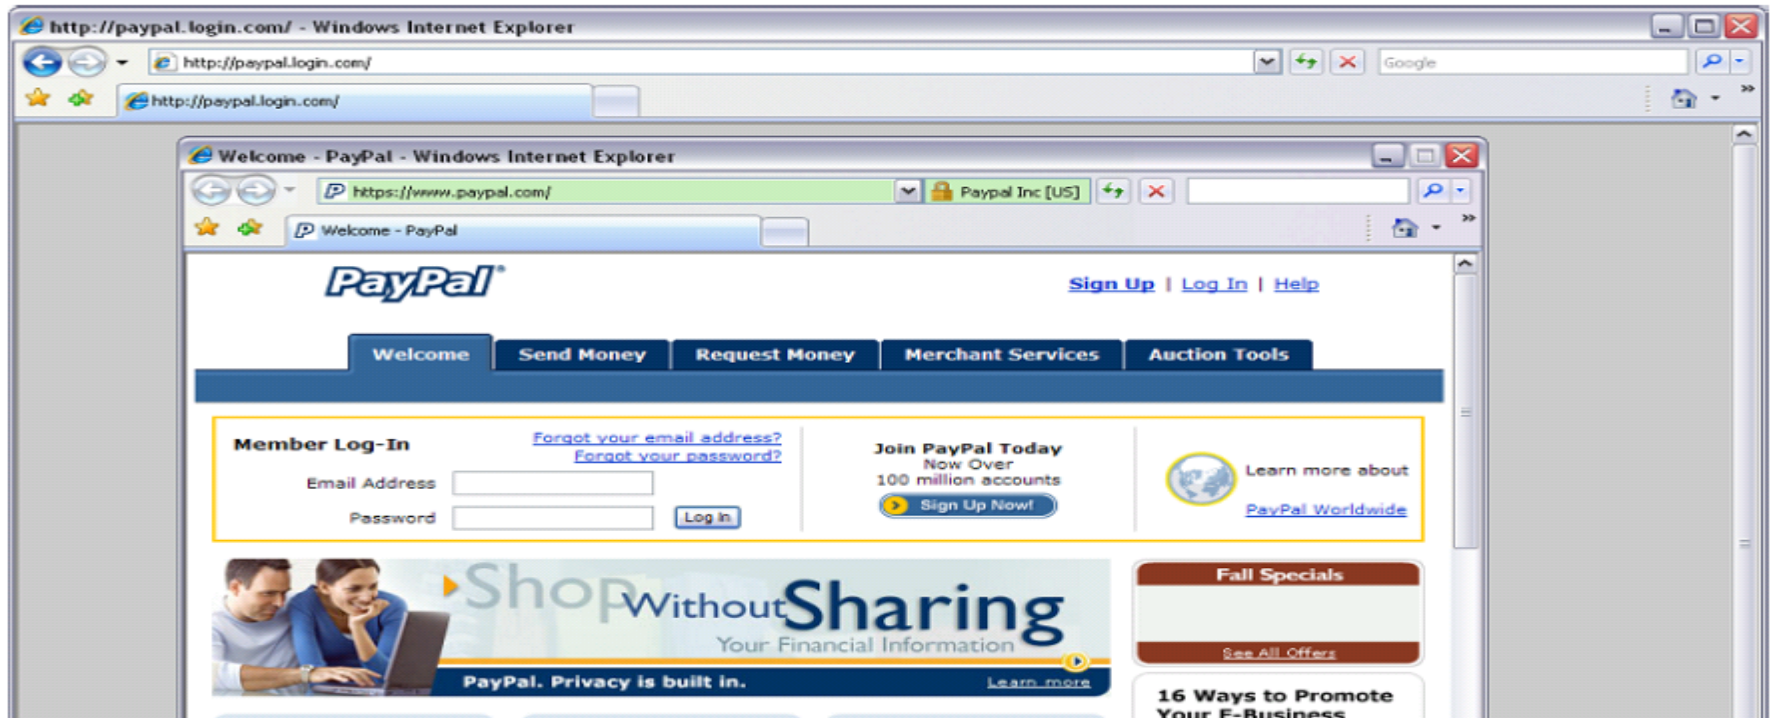 http://paypal.login.com/ - Windows Internet Explorer
http://paypal.login.com/
Google
http://paypal.login.com/
Welcome - PayPal - Windows Internet Explorer
https://www.paypal.com/
Paypal Inc [US]
Welcome - PayPal
PayPal®
Sign Up | Log In | Help
Welcome
Send Money
Request Money
Merchant Services
Auction Tools
Member Log-In
Forgot your email address?
Forgot your password?
Email Address
Password
Log In
Join PayPal Today
Now Over
100 million accounts
Sign Up Now!
Learn more about
PayPal Worldwide
Shop Without Sharing
Your Financial Information
PayPal. Privacy is built in.
Learn more
Fall Specials
See All Offers
16 Ways to Promote
Your E-Business